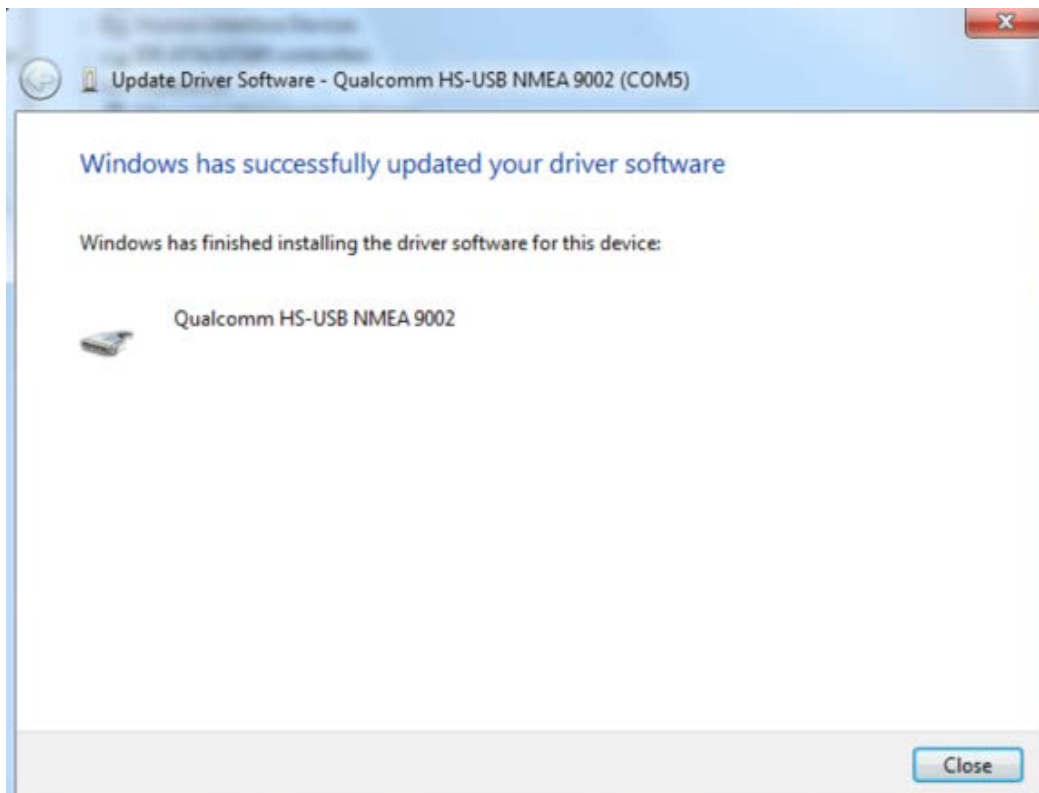 Update Driver Software - Qualcomm HS-USB NMEA 9002 (COM5)
Windows has successfully updated your driver software
Windows has finished installing the driver software for this device:
Qualcomm HS-USB NMEA 9002
Close